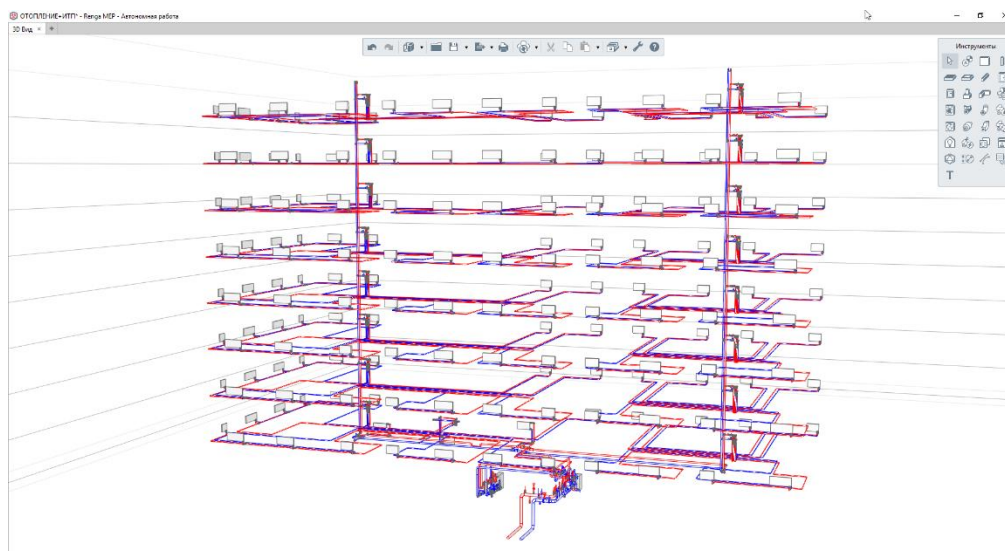 ОТОПЛЕНИЕ+ИТП* - Renga MEP - Автономная работа
3D Вид
Инструменты